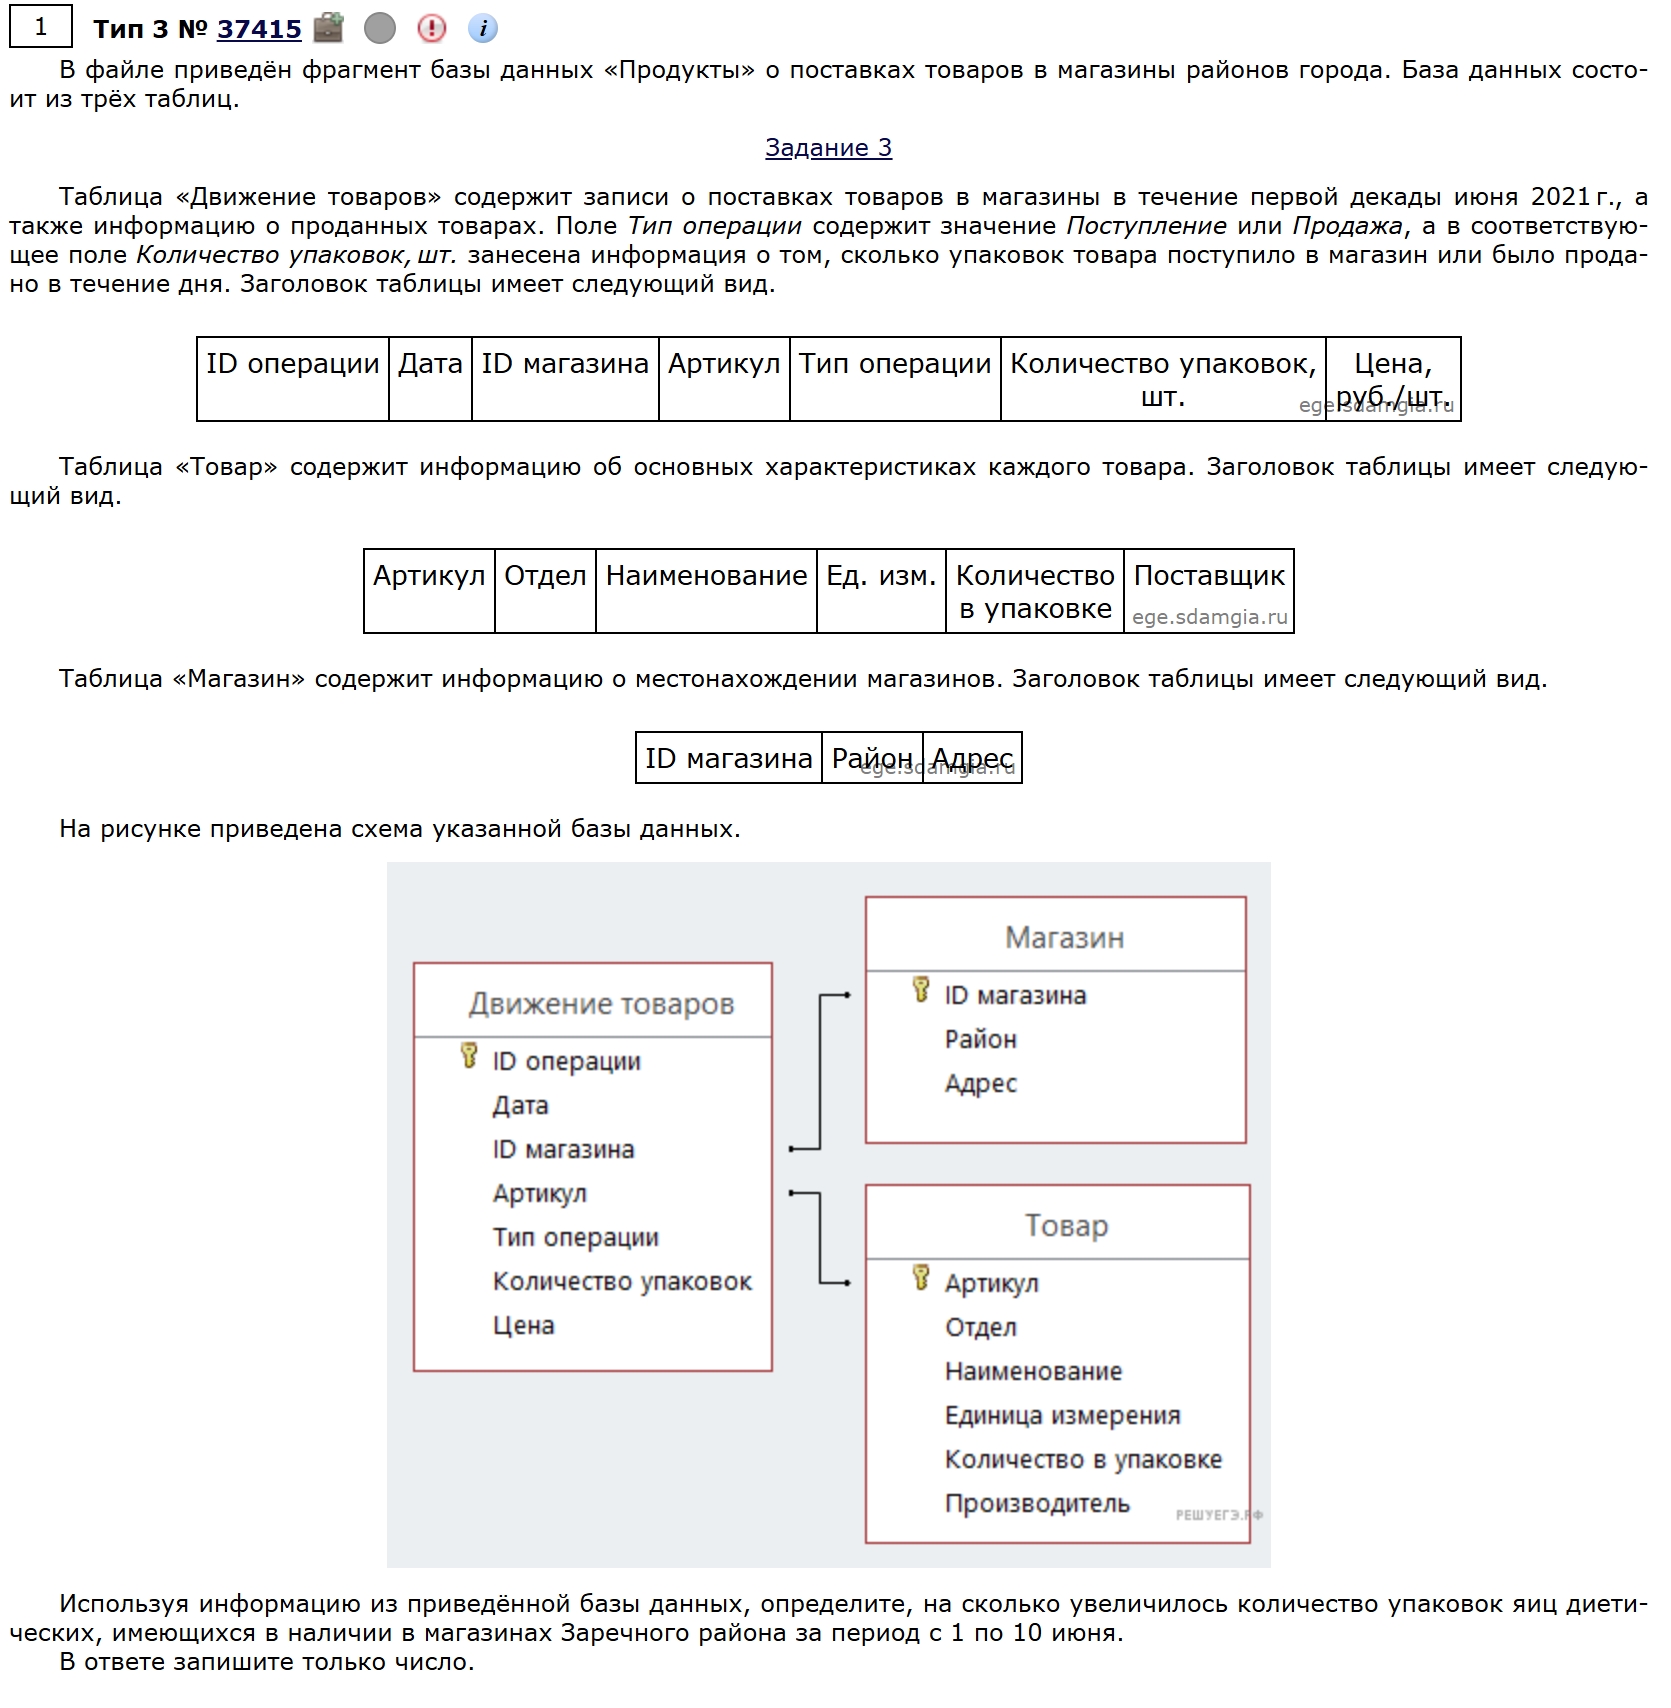 1 Тип 3 № 37415
В файле приведён фрагмент базы данных «Продукты» о поставках товаров в магазины районов города. База данных состо-
ит из трёх таблиц.
Задание 3
Таблица «Движение товаров» содержит записи о поставках товаров в магазины в течение первой декады июня 2021 г., а
также информацию о проданных товарах. Поле Тип операции содержит значение Поступление или Продажа, а в соответствую-
щее поле Количество упаковок, шт. занесена информация о том, сколько упаковок товара поступило в магазин или было прода-
но в течение дня. Заголовок таблицы имеет следующий вид.
ID операции Дата ID магазина Артикул Тип операции Количество упаковок, Цена,
шт. руб./шт.
ege.sdamgia.ru
Таблица «Товар» содержит информацию об основных характеристиках каждого товара. Заголовок таблицы имеет следую-
щий вид.
Артикул Отдел Наименование Ед. изм. Количество Поставщик
в упаковке
ege.sdamgia.ru
Таблица «Магазин» содержит информацию о местонахождении магазинов. Заголовок таблицы имеет следующий вид.
ID магазина Район Адрес
ege.sdamgia.ru
На рисунке приведена схема указанной базы данных.
Движение товаров
ID операции
Дата
ID магазина
Артикул
Тип операции
Количество упаковок
Цена
Магазин
ID магазина
Район
Адрес
Товар
Артикул
Отдел
Наименование
Единица измерения
Количество в упаковке
Производитель
РЕШУЕГЭ.РФ
Используя информацию из приведённой базы данных, определите, на сколько увеличилось количество упаковок яиц диети-
ческих, имеющихся в наличии в магазинах Заречного района за период с 1 по 10 июня.
В ответе запишите только число.